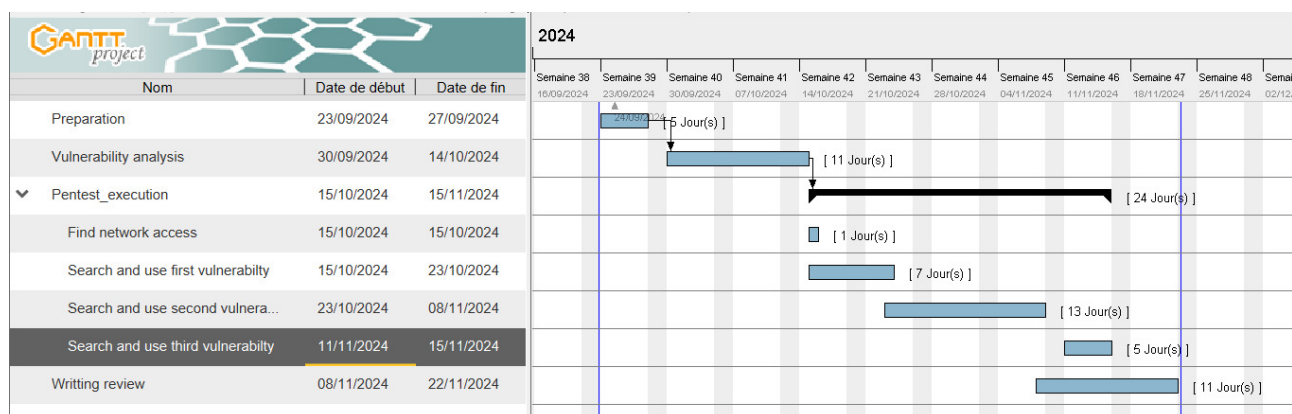 GANTT
project
2024
Semaine 38 Semaine 39 Semaine 40 Semaine 41 Semaine 42 Semaine 43 Semaine 44 Semaine 45 Semaine 46 Semaine 47 Semaine 48 Semai
16/09/2024 23/09/2024 30/09/2024 07/10/2024 14/10/2024 21/10/2024 28/10/2024 04/11/2024 11/11/2024 18/11/2024 25/11/2024 02/12/
Nom Date de début Date de fin
24/09/2024
Preparation 23/09/2024 27/09/2024 [ 5 Jour(s) ]
Vulnerability analysis 30/09/2024 14/10/2024 [ 11 Jour(s) ]
Pentest_execution 15/10/2024 15/11/2024 [ 24 Jour(s) ]
Find network access 15/10/2024 15/10/2024 [ 1 Jour(s) ]
Search and use first vulnerabilty 15/10/2024 23/10/2024 [ 7 Jour(s) ]
Search and use second vulnera... 23/10/2024 08/11/2024 [ 13 Jour(s) ]
Search and use third vulnerabilty 11/11/2024 15/11/2024 [ 5 Jour(s) ]
Writting review 08/11/2024 22/11/2024 [ 11 Jour(s) ]